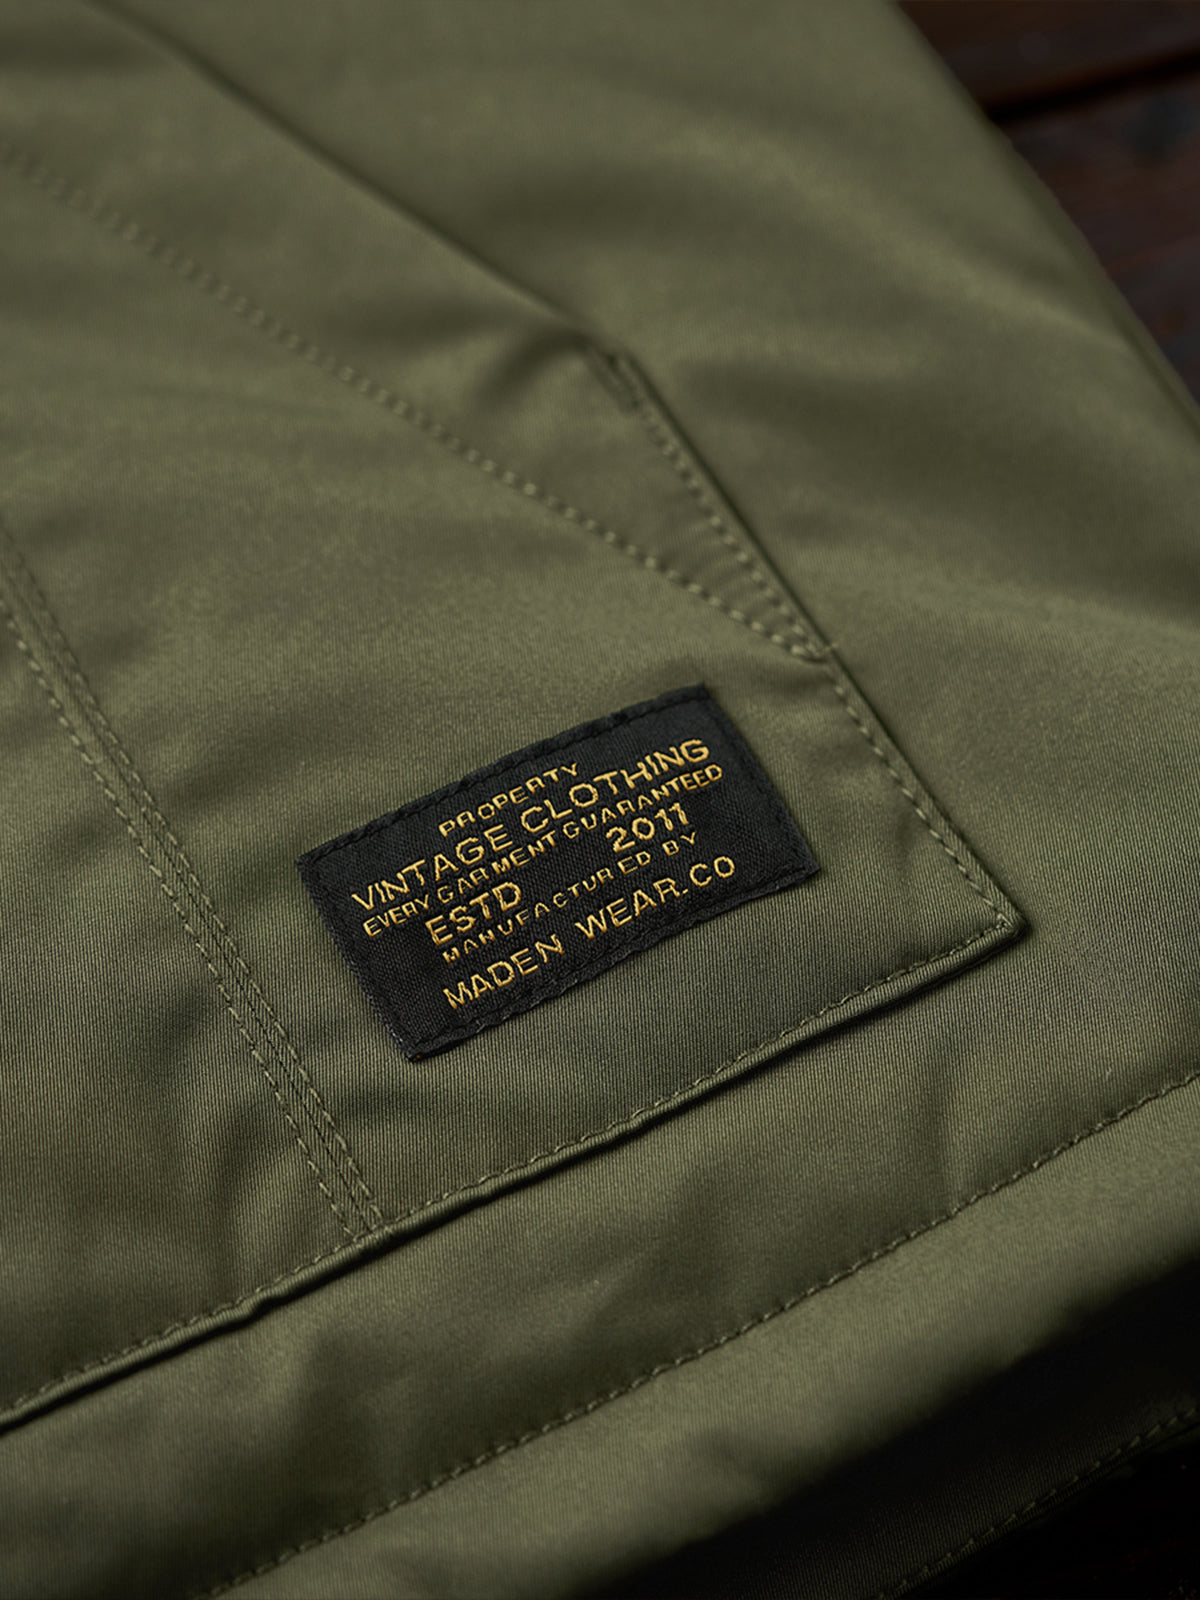 PROPERTY
VINTAGE CLOTHING
EVERY GARMENT GUARANTEED
ESTD 2011
MANUFACTURED BY
MADEN WEAR.CO